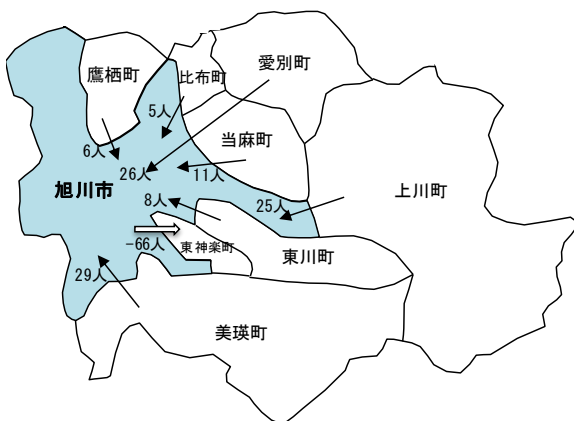 鷹栖町
比布町
愛別町
5人
当麻町
6人
26人
11人
旭川市
上川町
8人
25人
-66人
東神楽町
東川町
29人
美瑛町